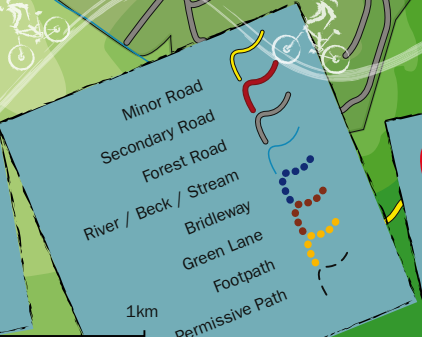 Minor Road
Secondary Road
Forest Road
River / Beck / Stream
Bridleway
Green Lane
Footpath
Permissive Path
1km